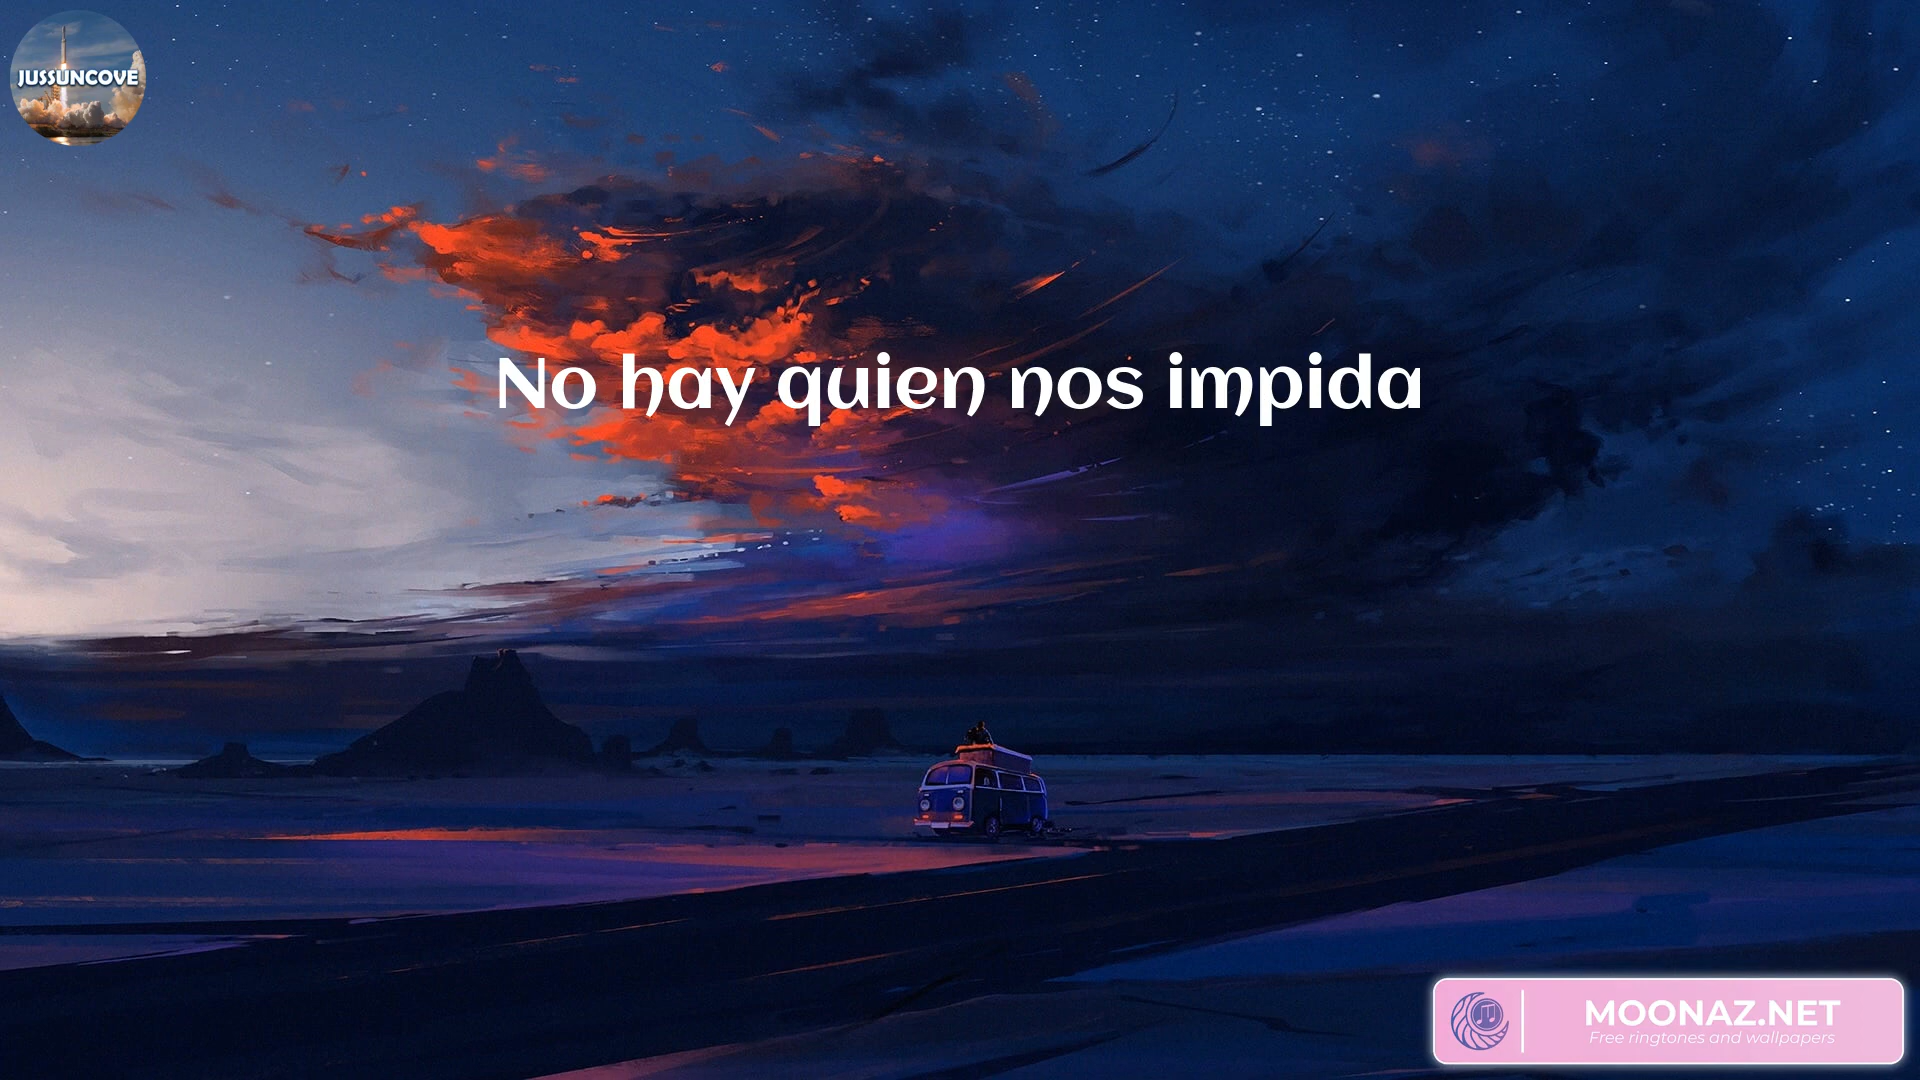 JUSSUNCOVE
No hay quien nos impida
MOONAZ.NET
Free ringtones and wallpapers